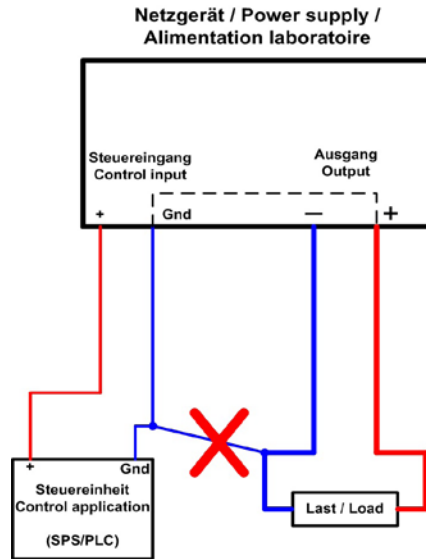 Netzgerät / Power supply /
Alimentation laboratoire
Steuereingang
Control input
Ausgang
Output
+
Gnd
—
+
+
Gnd
Steuereinheit
Control application
(SPS/PLC)
Last / Load